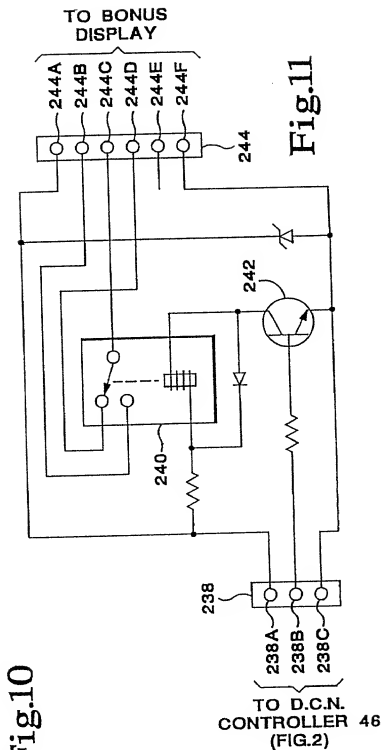 TO BONUS
DISPLAY
244A
244B
244C
244D
244E
244F
244
Fig.11
242
240
238
238A
238B
238C
Fig.10
TO D.C.N.
CONTROLLER 46
(FIG.2)